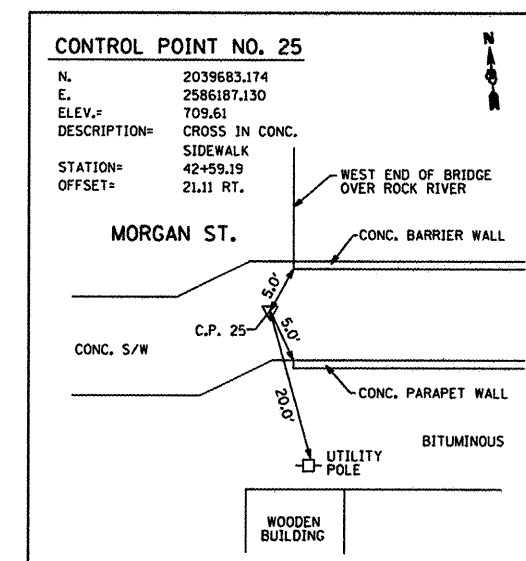 CONTROL POINT NO. 25
N
N. 2039683.174
E. 2586187.130
ELEV.= 709.61
DESCRIPTION= CROSS IN CONC.
SIDEWALK
STATION= 42+59.19
OFFSET= 21.11 RT.
WEST END OF BRIDGE
OVER ROCK RIVER
MORGAN ST.
CONC. BARRIER WALL
5.0'
C.P. 25
5.0'
CONC. S/W
CONC. PARAPET WALL
20.0'
BITUMINOUS
UTILITY
POLE
WOODEN
BUILDING